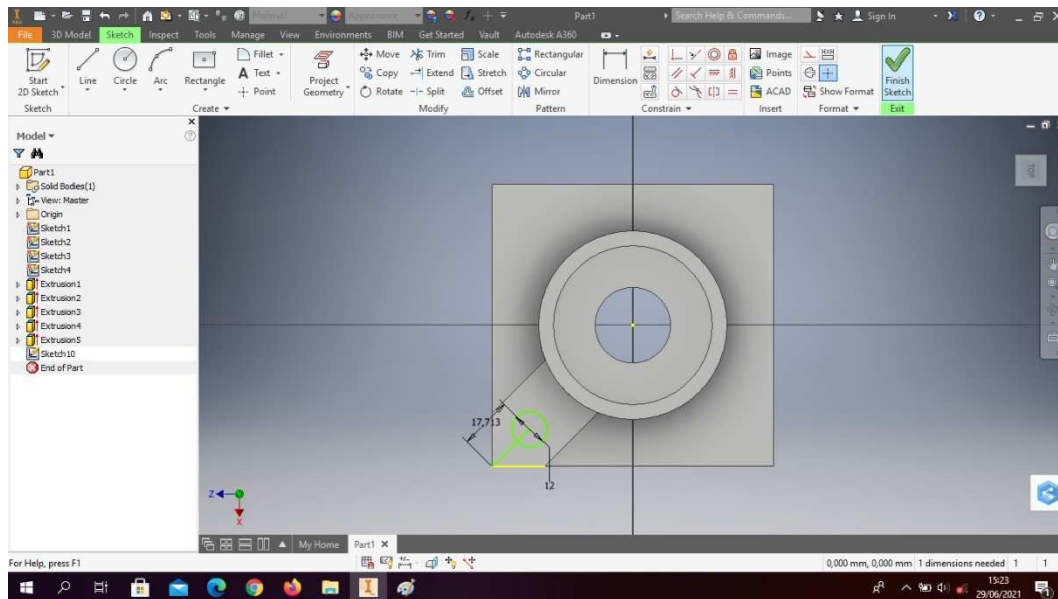 Material
Appearance
Part1
Search Help & Commands...
Sign In
File 3D Model Sketch Inspect Tools Manage View Environments BIM Get Started Vault Autodesk A360
Start
2D Sketch
Line
Circle
Arc
Rectangle
Fillet
Text
Point
Project
Geometry
Move
Copy
Rotate
Trim
Extend
Split
Scale
Stretch
Offset
Rectangular
Circular
Mirror
Dimension
Image
Points
ACAD
Show Format
Finish
Sketch
Sketch Create Modify Pattern Constrain Insert Format Exit
Model
Part1
Solid Bodies(1)
View: Master
Origin
Sketch1
Sketch2
Sketch3
Sketch4
Extrusion1
Extrusion2
Extrusion3
Extrusion4
Extrusion5
Sketch10
End of Part
TOP
17,713
12
Z
X
My Home Part1
For Help, press F1
0,000 mm, 0,000 mm 1 dimensions needed 1 1
15:23
29/06/2021